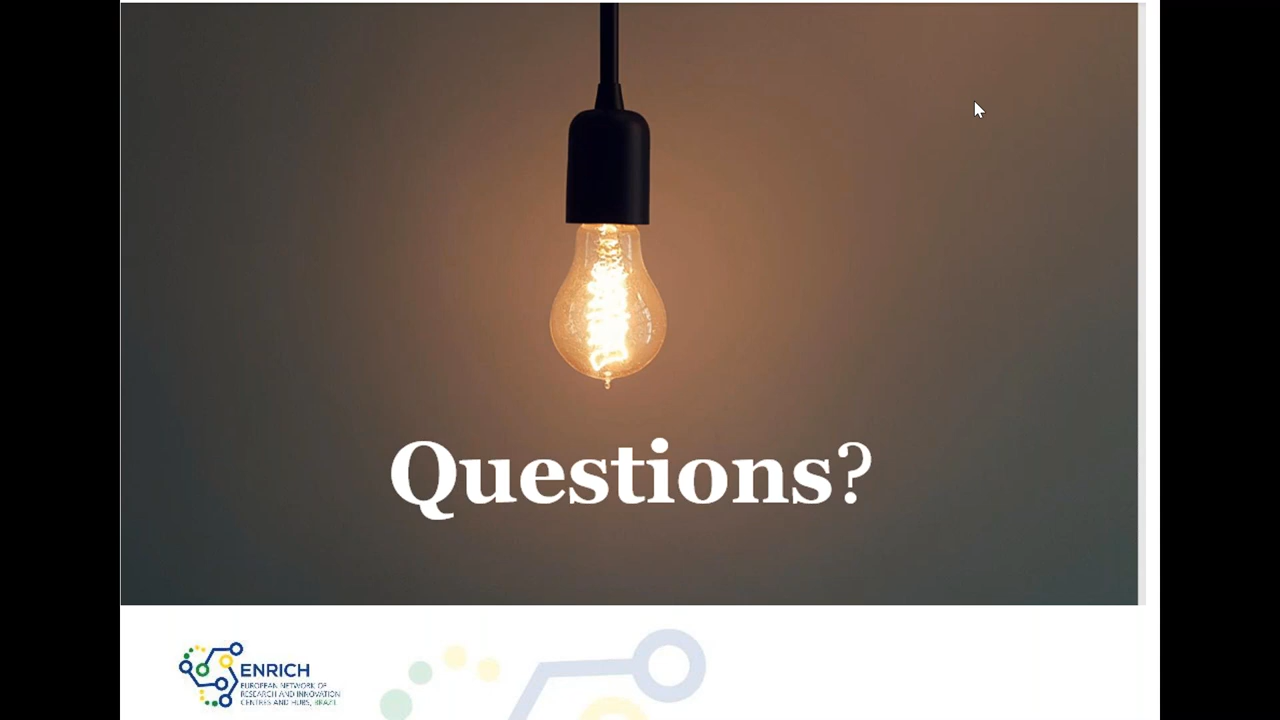 Questions?
ENRICH
EUROPEAN NETWORK OF
RESEARCH AND INNOVATION
CENTRES AND HUBS, BRAZIL